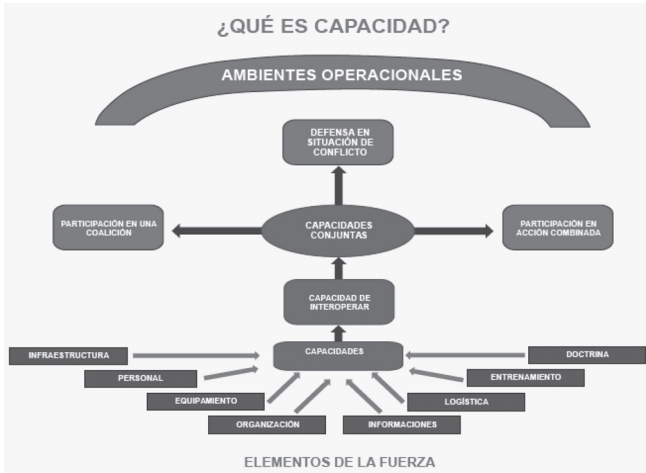 ¿QUÉ ES CAPACIDAD?
AMBIENTES OPERACIONALES
DEFENSA EN
SITUACIÓN DE
CONFLICTO
PARTICIPACIÓN EN UNA
COALICIÓN
CAPACIDADES
CONJUNTAS
PARTICIPACIÓN EN
ACCIÓN COMBINADA
CAPACIDAD DE
INTEROPERAR
CAPACIDADES
INFRAESTRUCTURA
DOCTRINA
PERSONAL
ENTRENAMIENTO
EQUIPAMIENTO
LOGÍSTICA
ORGANIZACIÓN
INFORMACIONES
ELEMENTOS DE LA FUERZA